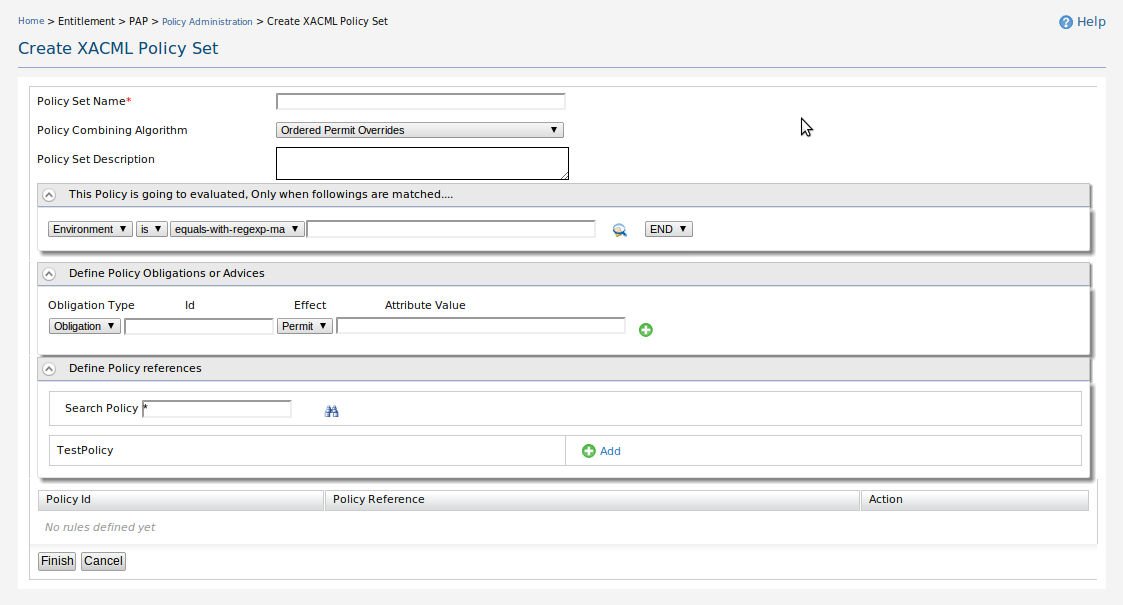 Home > Entitlement > PAP > Policy Administration > Create XACML Policy Set
Help
Create XACML Policy Set
Policy Set Name*
Policy Combining Algorithm Ordered Permit Overrides
Policy Set Description
This Policy is going to evaluated, Only when followings are matched....
Environment is equals-with-regexp-ma END
Define Policy Obligations or Advices
Obligation Type Id Effect Attribute Value
Obligation Permit
Define Policy references
Search Policy *
TestPolicy Add
Policy Id Policy Reference Action
No rules defined yet
Finish Cancel